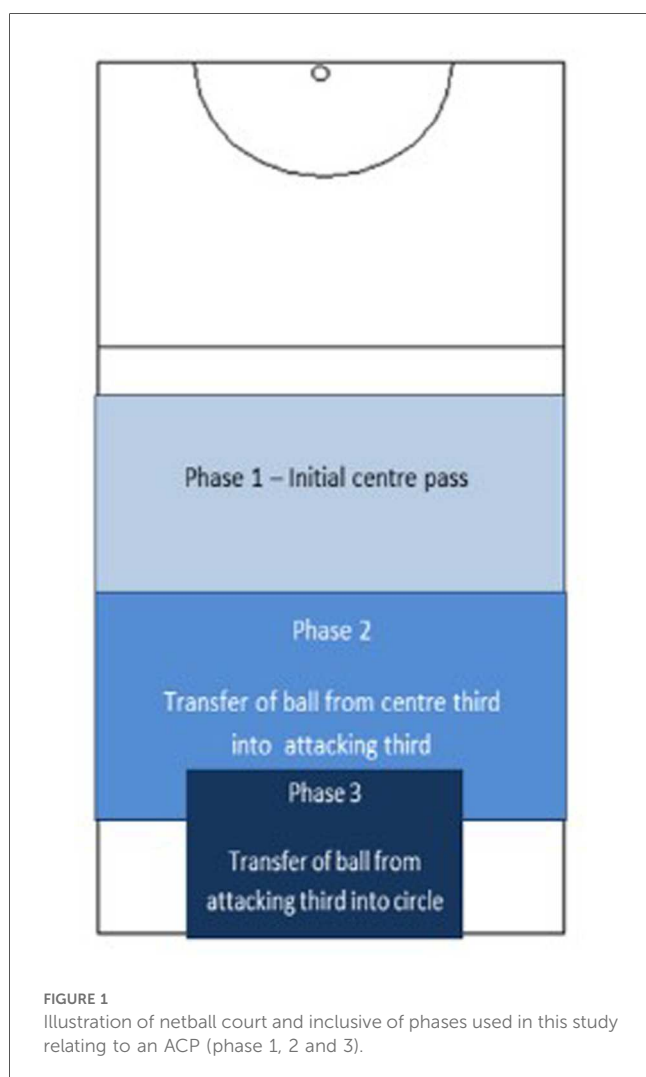 Phase 1 – Initial centre pass
Phase 2
Transfer of ball from centre third
into attacking third
Phase 3
Transfer of ball from
attacking third into circle
FIGURE 1
Illustration of netball court and inclusive of phases used in this study
relating to an ACP (phase 1, 2 and 3).